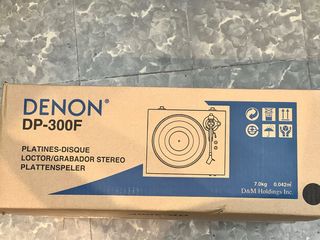 DENON®
DP-300F
PLATINES-DISQUE
LOCTOR/GRABADOR STEREO
PLATTENSPELER
7.0kg 0.042㎥
D&M Holdings Inc